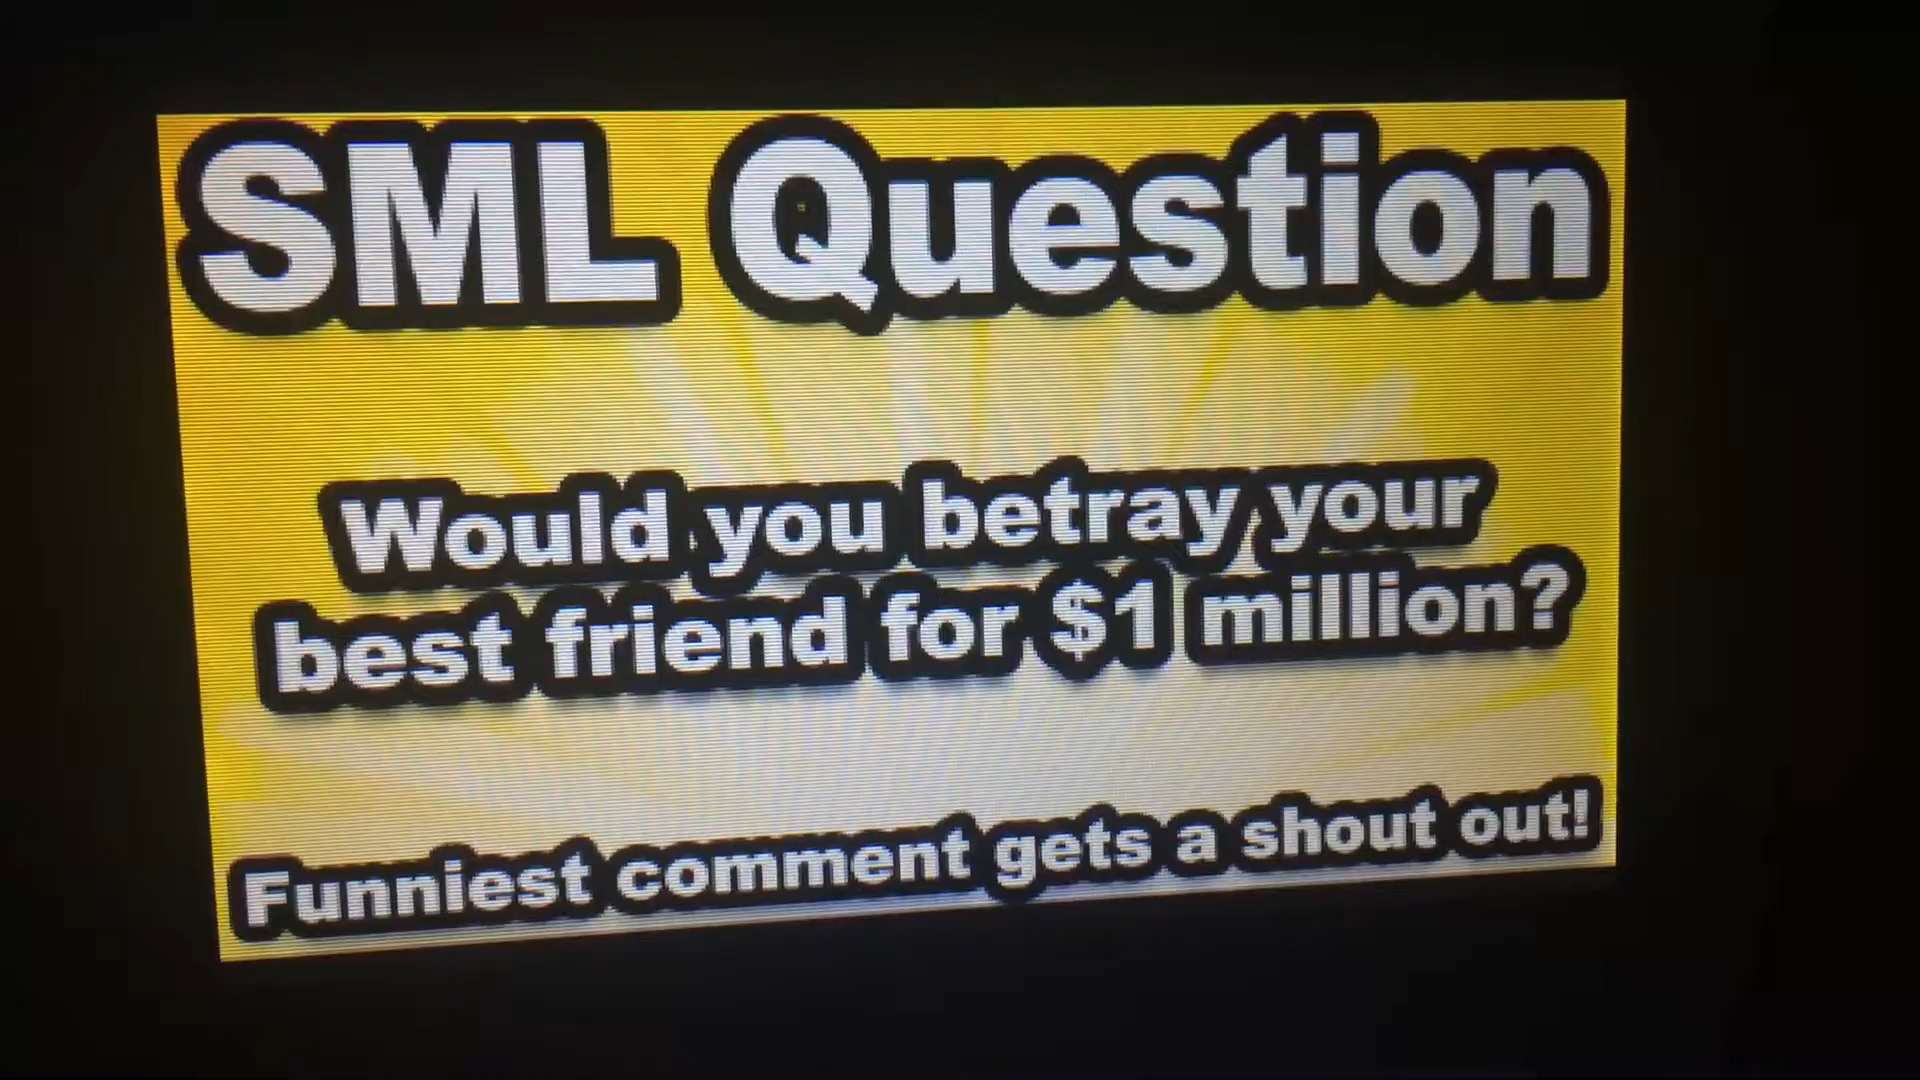 SML Question
Would you betray your
best friend for $1 million?
Funniest comment gets a shout out!